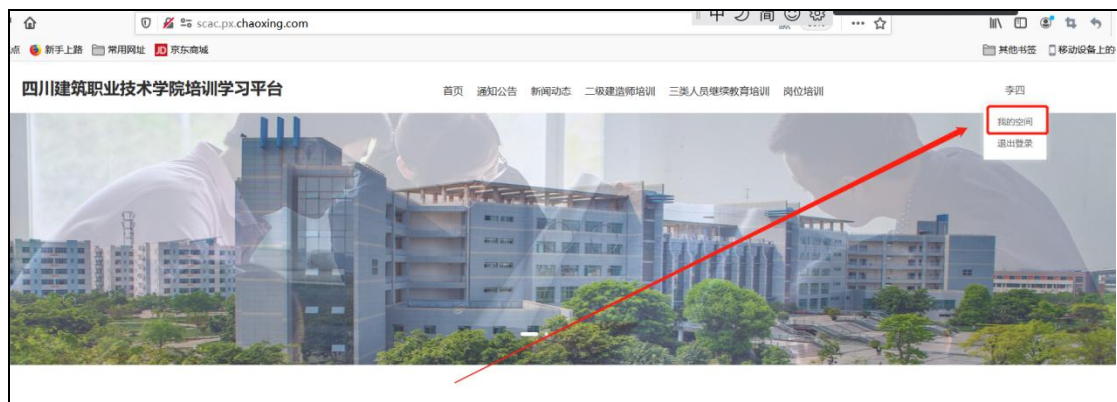 scac.px.chaoxing.com
中 简
新手上路 常用网址 JD 京东商城 其他书签 移动设备上的
四川建筑职业技术学院培训学习平台
首页 通知公告 新闻动态 二级建造师培训 三类人员继续教育培训 岗位培训 李四
我的空间
退出登录